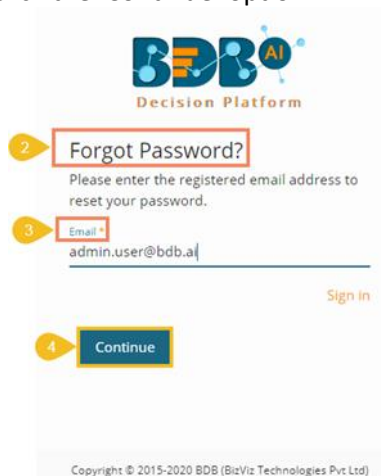 BDB AI
Decision Platform
2 Forgot Password?
Please enter the registered email address to
reset your password.
3 Email *
admin.user@bdb.ai
Sign in
4 Continue
Copyright © 2015-2020 BDB (BizViz Technologies Pvt Ltd)